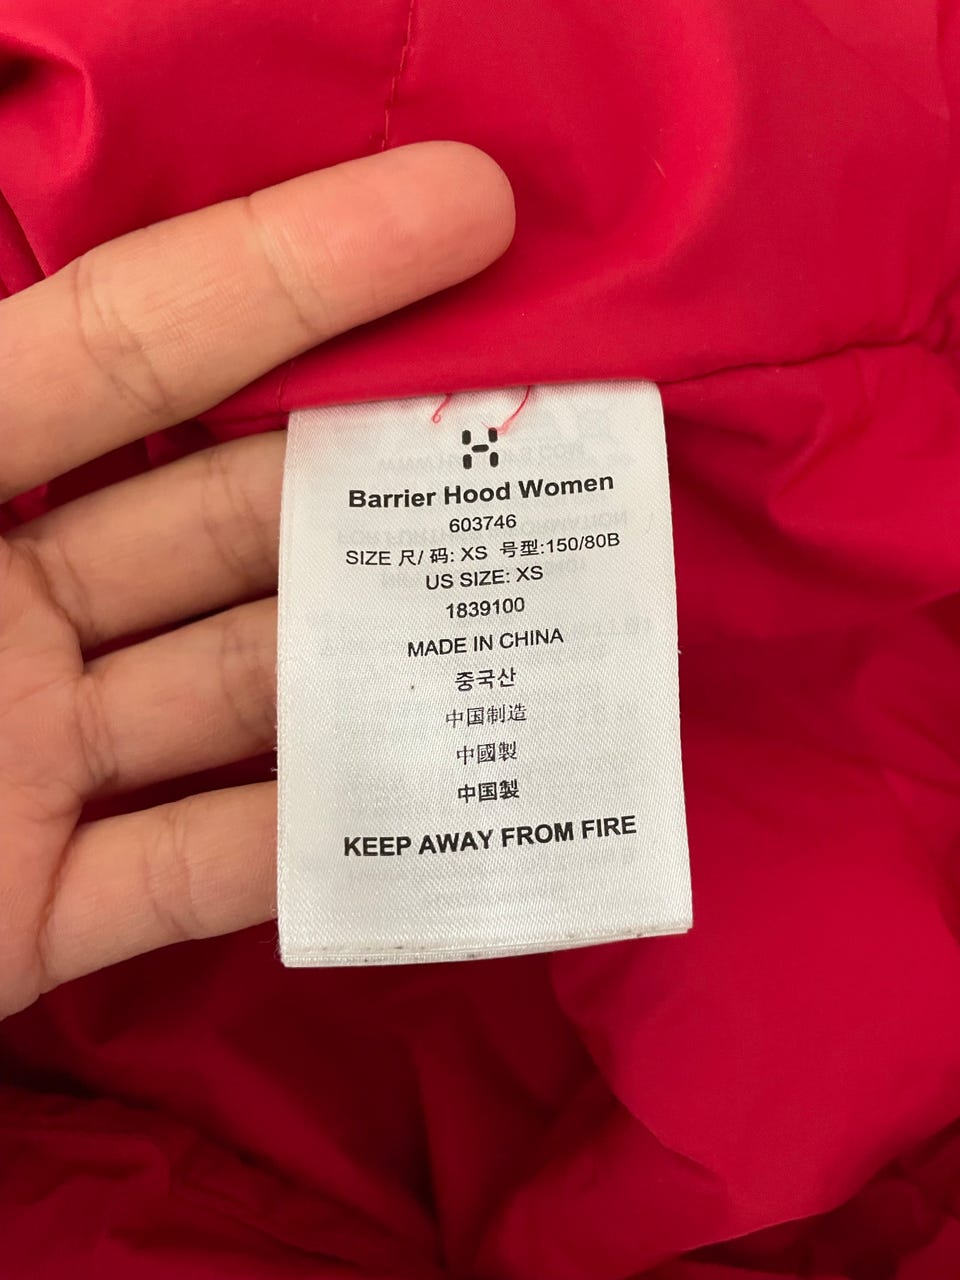 Barrier Hood Women
603746
SIZE 尺/ 码: XS 号型:150/80B
US SIZE: XS
1839100
MADE IN CHINA
중국산
中国制造
中國製
中国製
KEEP AWAY FROM FIRE